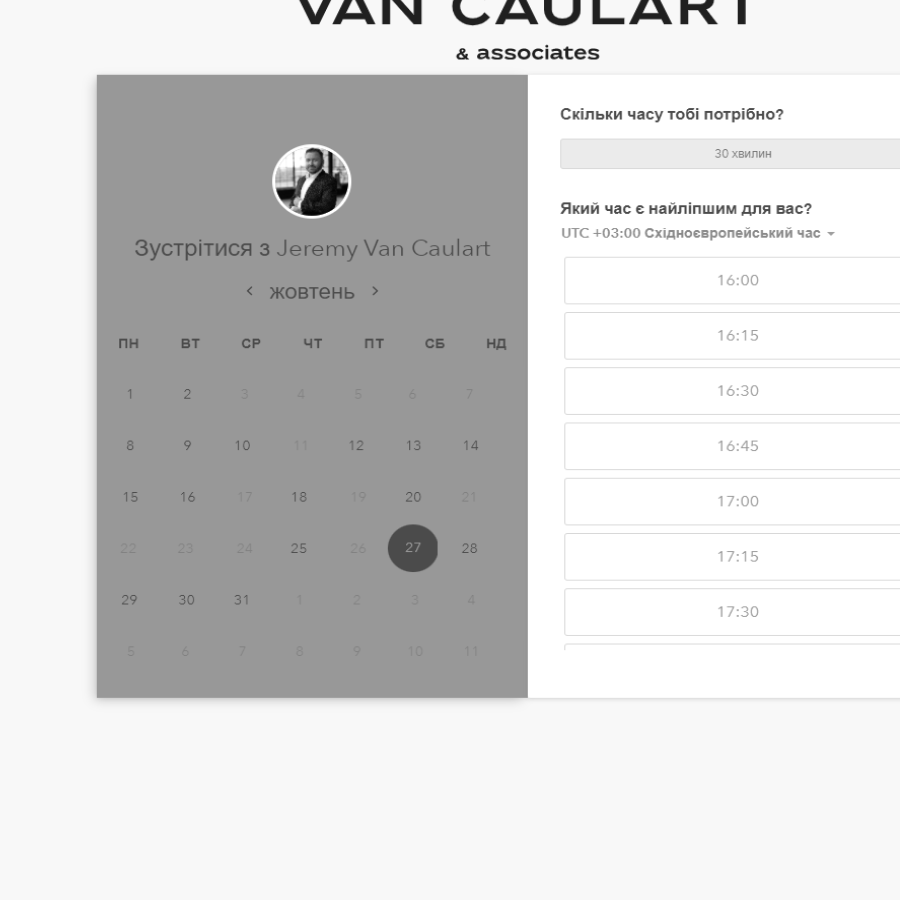 VAN CAULART
& associates
Зустрітися з Jeremy Van Caulart
< жовтень >
ПН ВТ СР ЧТ ПТ СБ НД
1 2 3 4 5 6 7
8 9 10 11 12 13 14
15 16 17 18 19 20 21
22 23 24 25 26 27 28
29 30 31 1 2 3 4
5 6 7 8 9 10 11
Скільки часу тобі потрібно?
30 хвилин
Який час є найліпшим для вас?
UTC +03:00 Східноєвропейський час
16:00
16:15
16:30
16:45
17:00
17:15
17:30